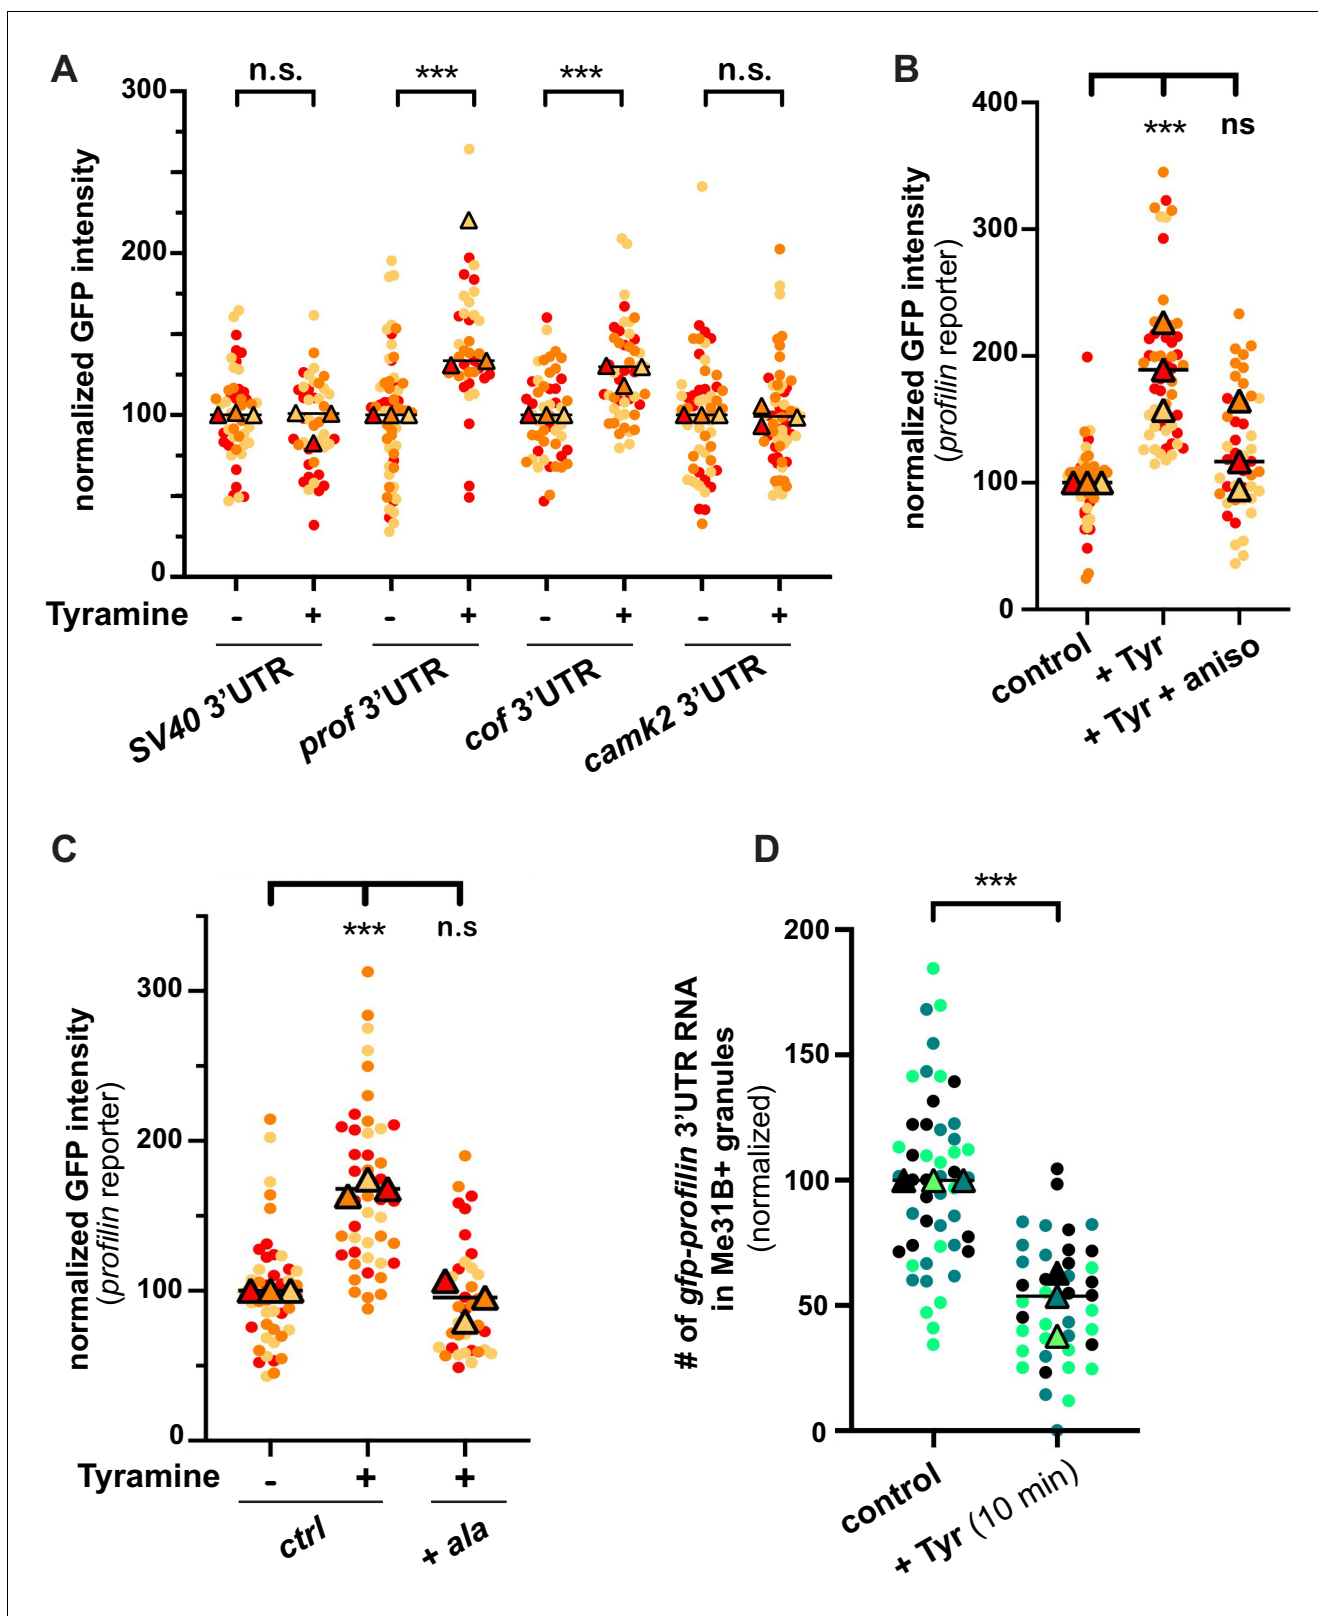 A
n.s.
***
***
n.s.
normalized GFP intensity
300
200
100
0
Tyramine - + - + - + - +
SV40 3’UTR
prof 3’UTR
cof 3’UTR
camk2 3’UTR
B
*** ns
normalized GFP intensity
(profilin reporter)
400
300
200
100
0
control
+ Tyr
+ Tyr + aniso
C
*** n.s
normalized GFP intensity
(profilin reporter)
300
200
100
0
Tyramine - + +
ctrl
+ ala
D
***
# of gfp-profilin 3’UTR RNA
in Me31B+ granules
(normalized)
200
150
100
50
0
control
+ Tyr (10 min)